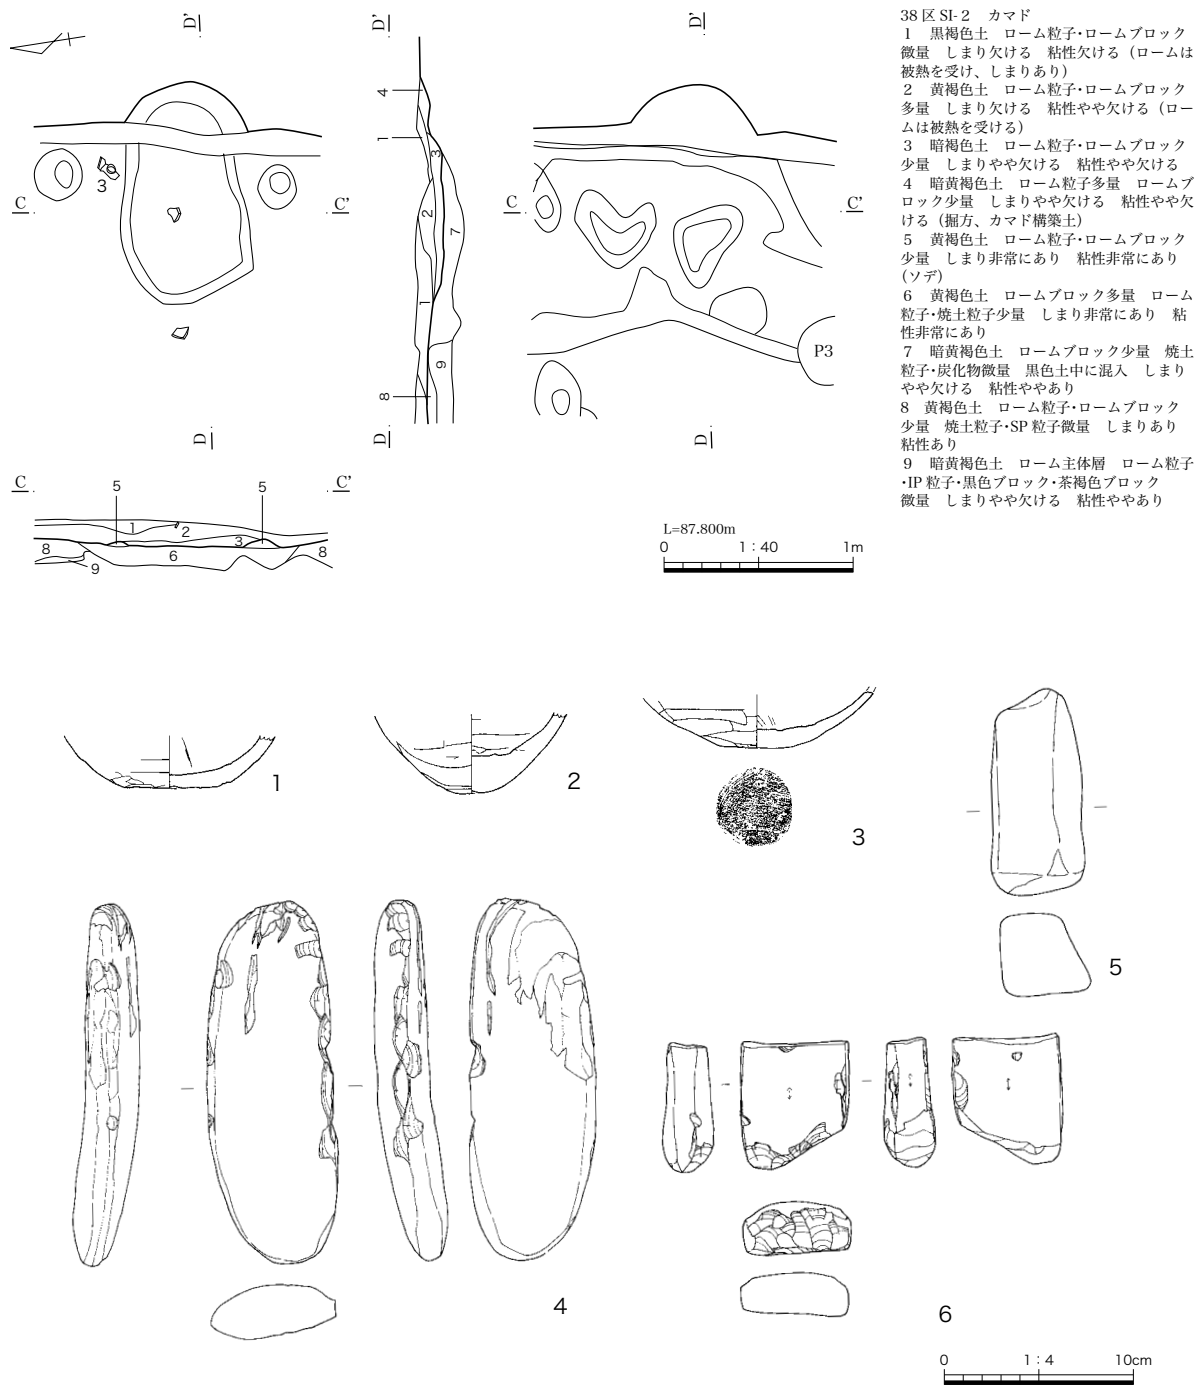 38 区 SI-２　カマド
１　黒褐色土　ローム粒子･ロームブロック
微量　しまり欠ける　粘性欠ける（ロームは
被熱を受け、しまりあり）
２　黄褐色土　ローム粒子･ロームブロック
多量　しまり欠ける　粘性やや欠ける（ロー
ムは被熱を受ける）
３　暗褐色土　ローム粒子･ロームブロック
少量　しまりやや欠ける　粘性やや欠ける
４　暗黄褐色土　ローム粒子多量　ロームブ
ロック少量　しまりやや欠ける　粘性やや欠
ける（掘方、カマド構築土）
５　黄褐色土　ローム粒子･ロームブロック
少量　しまり非常にあり　粘性非常にあり
（ソデ）
６　黄褐色土　ロームブロック多量　ローム
粒子･焼土粒子少量　しまり非常にあり　粘
性非常にあり
７　暗黄褐色土　ロームブロック少量　焼土
粒子･炭化物微量　黒色土中に混入　しまり
やや欠ける　粘性ややあり
８　黄褐色土　ローム粒子･ロームブロック
少量　焼土粒子･SP 粒子微量　しまりあり
粘性あり
９　暗黄褐色土　ローム主体層　ローム粒子
･IP 粒子･黒色ブロック･茶褐色ブロック
微量　しまりやや欠ける　粘性ややあり
D'
D'
D'
4
1
3
3
2
7
1
9
8
C
C'
C
C'
P3
D
D
D
C
C'
5
5
1
2
3
8
6
8
9
L=87.800m
0
1：40
1m
1
2
3
5
4
6
0
1：4
10cm